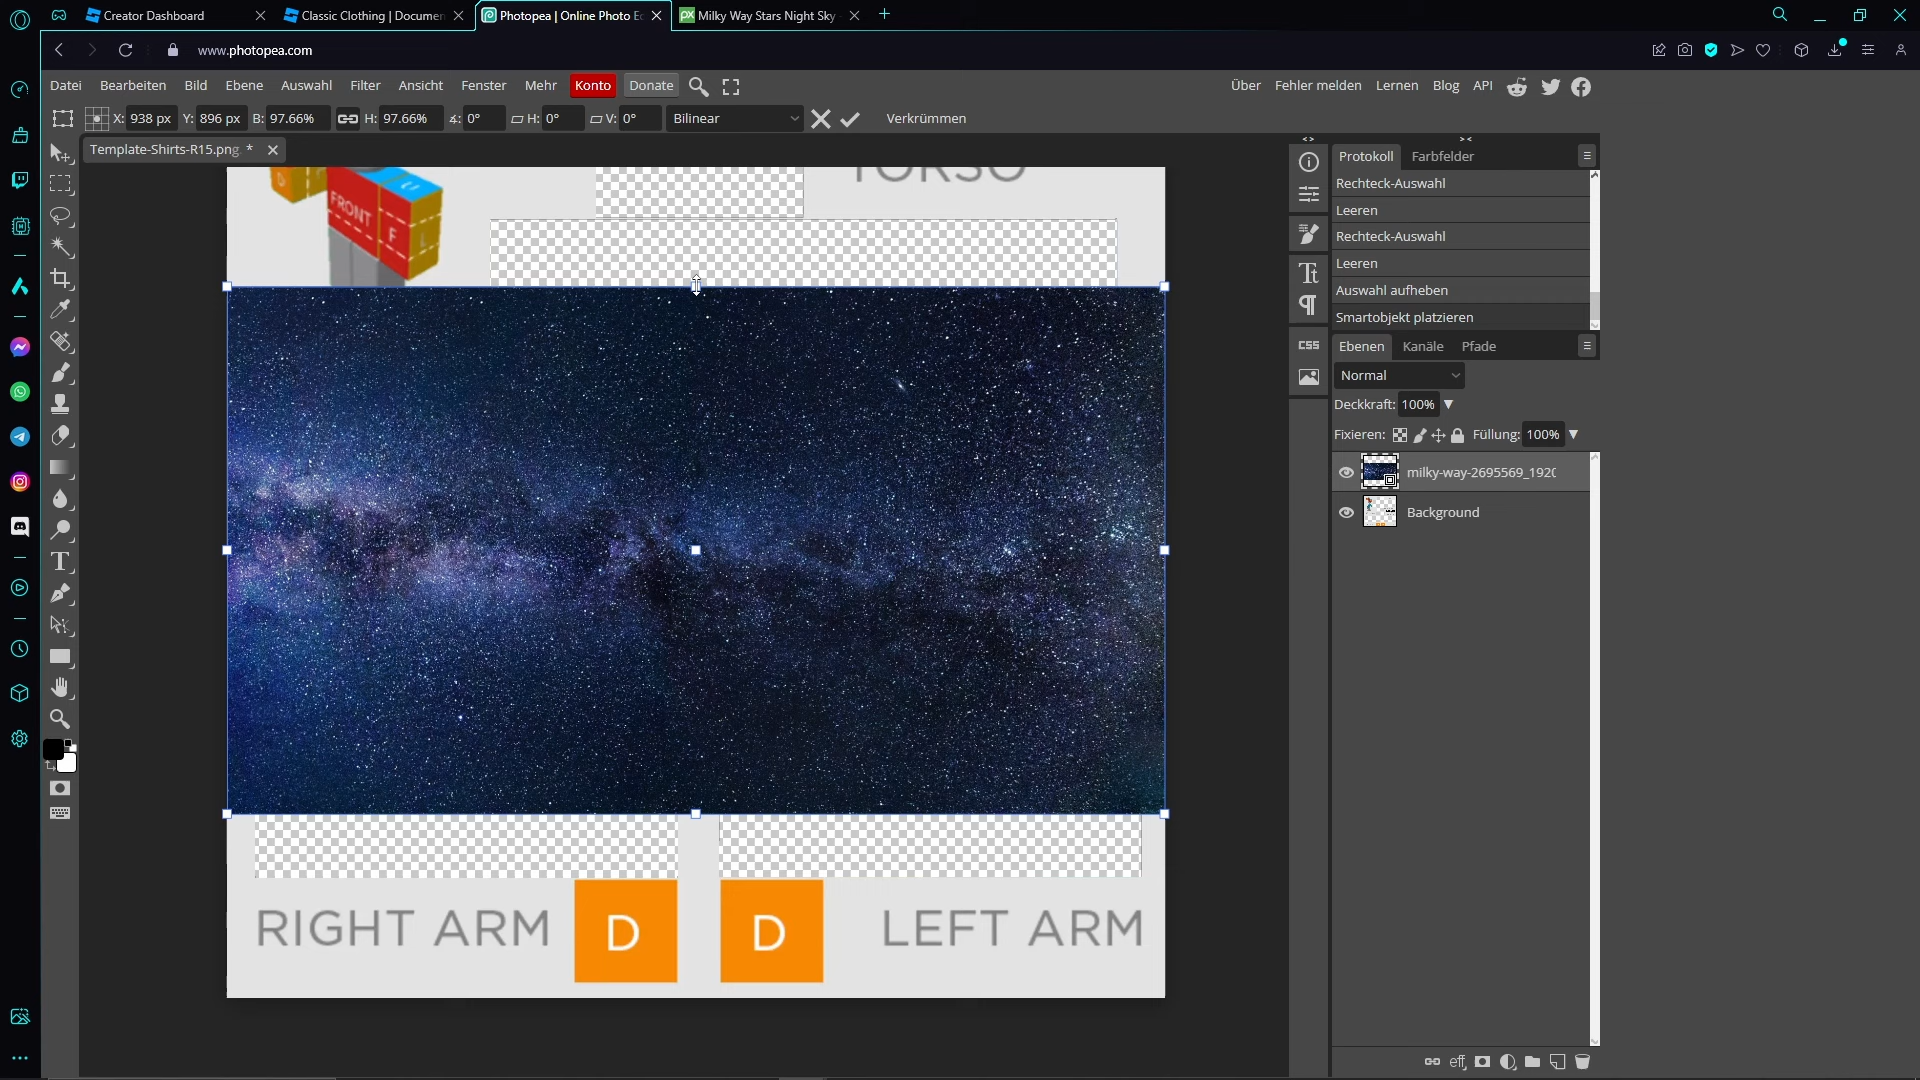 Creator Dashboard
Classic Clothing | Documen
Photopea | Online Photo Ed
Milky Way Stars Night Sky
www.photopea.com
Datei Bearbeiten Bild Ebene Auswahl Filter Ansicht Fenster Mehr Konto Donate
Über Fehler melden Lernen Blog API
X: 938 px Y: 896 px B: 97.66% H: 97.66% ∡: 0° H: 0° V: 0° Bilinear Verkrümmen
Template-Shirts-R15.png *
Protokoll Farbfelder
Rechteck-Auswahl
Leeren
Rechteck-Auswahl
Leeren
Auswahl aufheben
Smartobjekt platzieren
CSS
Ebenen Kanäle Pfade
Normal
Deckkraft: 100%
Fixieren: Füllung: 100%
milky-way-2695569_1920
Background
eff
TORSO
D U
FRONT
F L
RIGHT ARM D D LEFT ARM